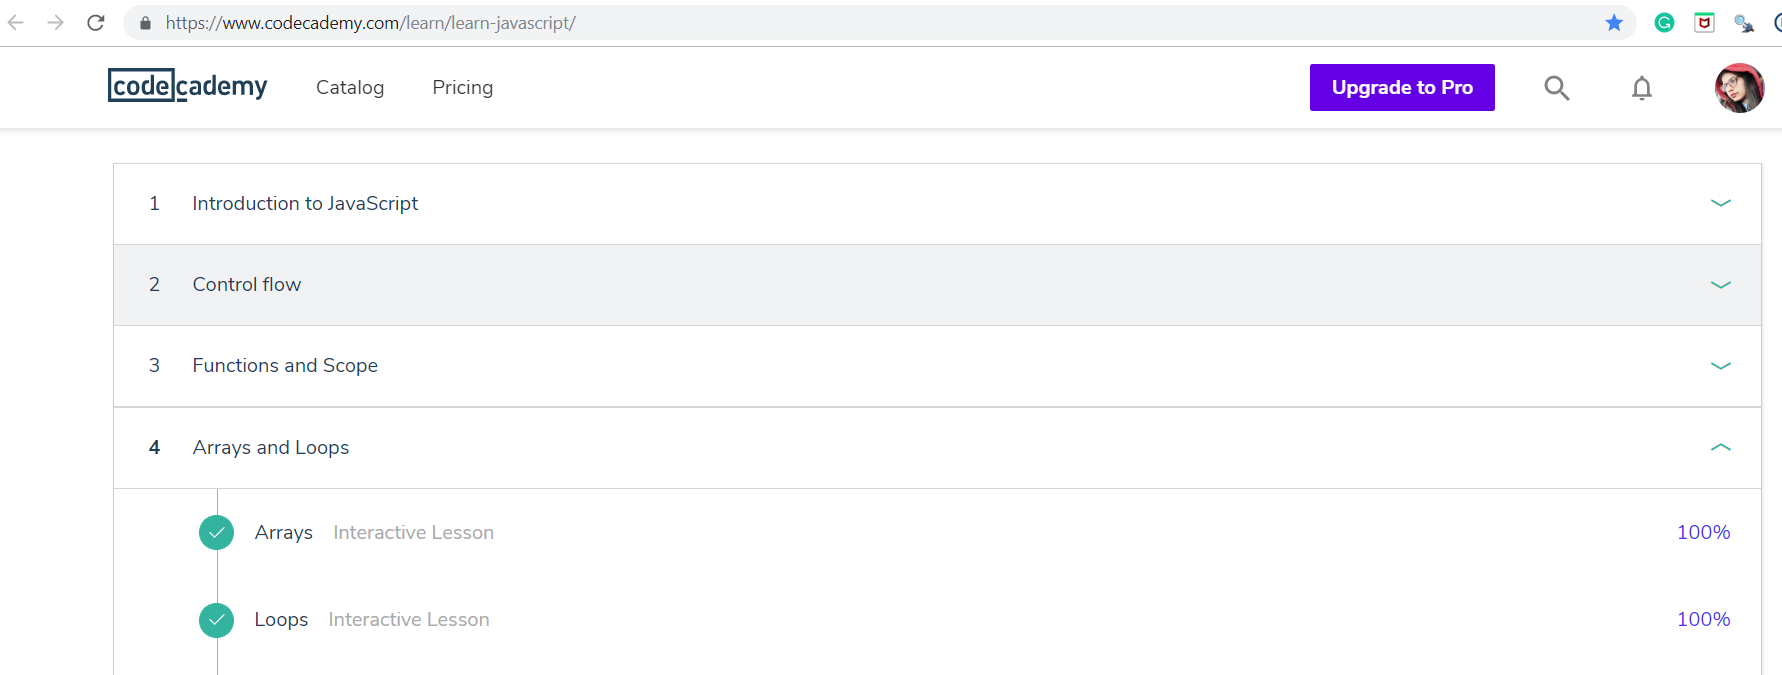 https://www.codecademy.com/learn/learn-javascript/
codecademy Catalog Pricing Upgrade to Pro
1 Introduction to JavaScript
2 Control flow
3 Functions and Scope
4 Arrays and Loops
Arrays Interactive Lesson 100%
Loops Interactive Lesson 100%